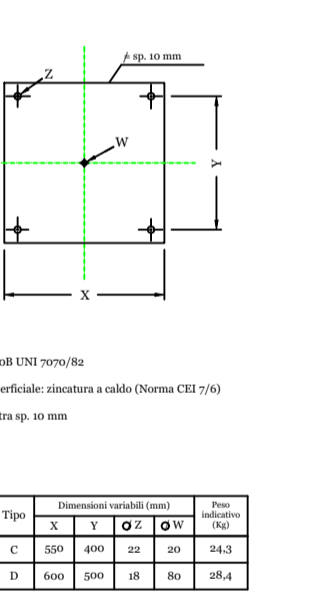 ≠ sp. 10 mm
Z
W
Y
X
0B UNI 7070/82
erficiale: zincatura a caldo (Norma CEI 7/6)
tra sp. 10 mm
Tipo Dimensioni variabili (mm) Peso indicativo (Kg)
X Y Ø Z Ø W
C 550 400 22 20 24,3
D 600 500 18 80 28,4